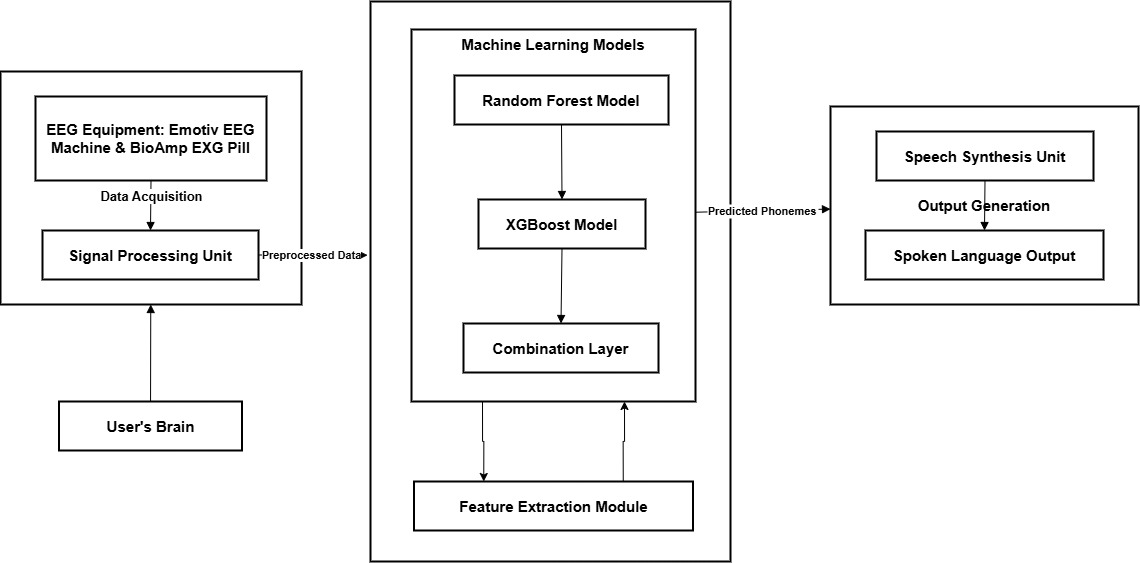 EEG Equipment: Emotiv EEG
Machine & BioAmp EXG Pill
Data Acquisition
Signal Processing Unit
User's Brain
Preprocessed Data
Machine Learning Models
Random Forest Model
XGBoost Model
Combination Layer
Feature Extraction Module
Predicted Phonemes
Speech Synthesis Unit
Output Generation
Spoken Language Output